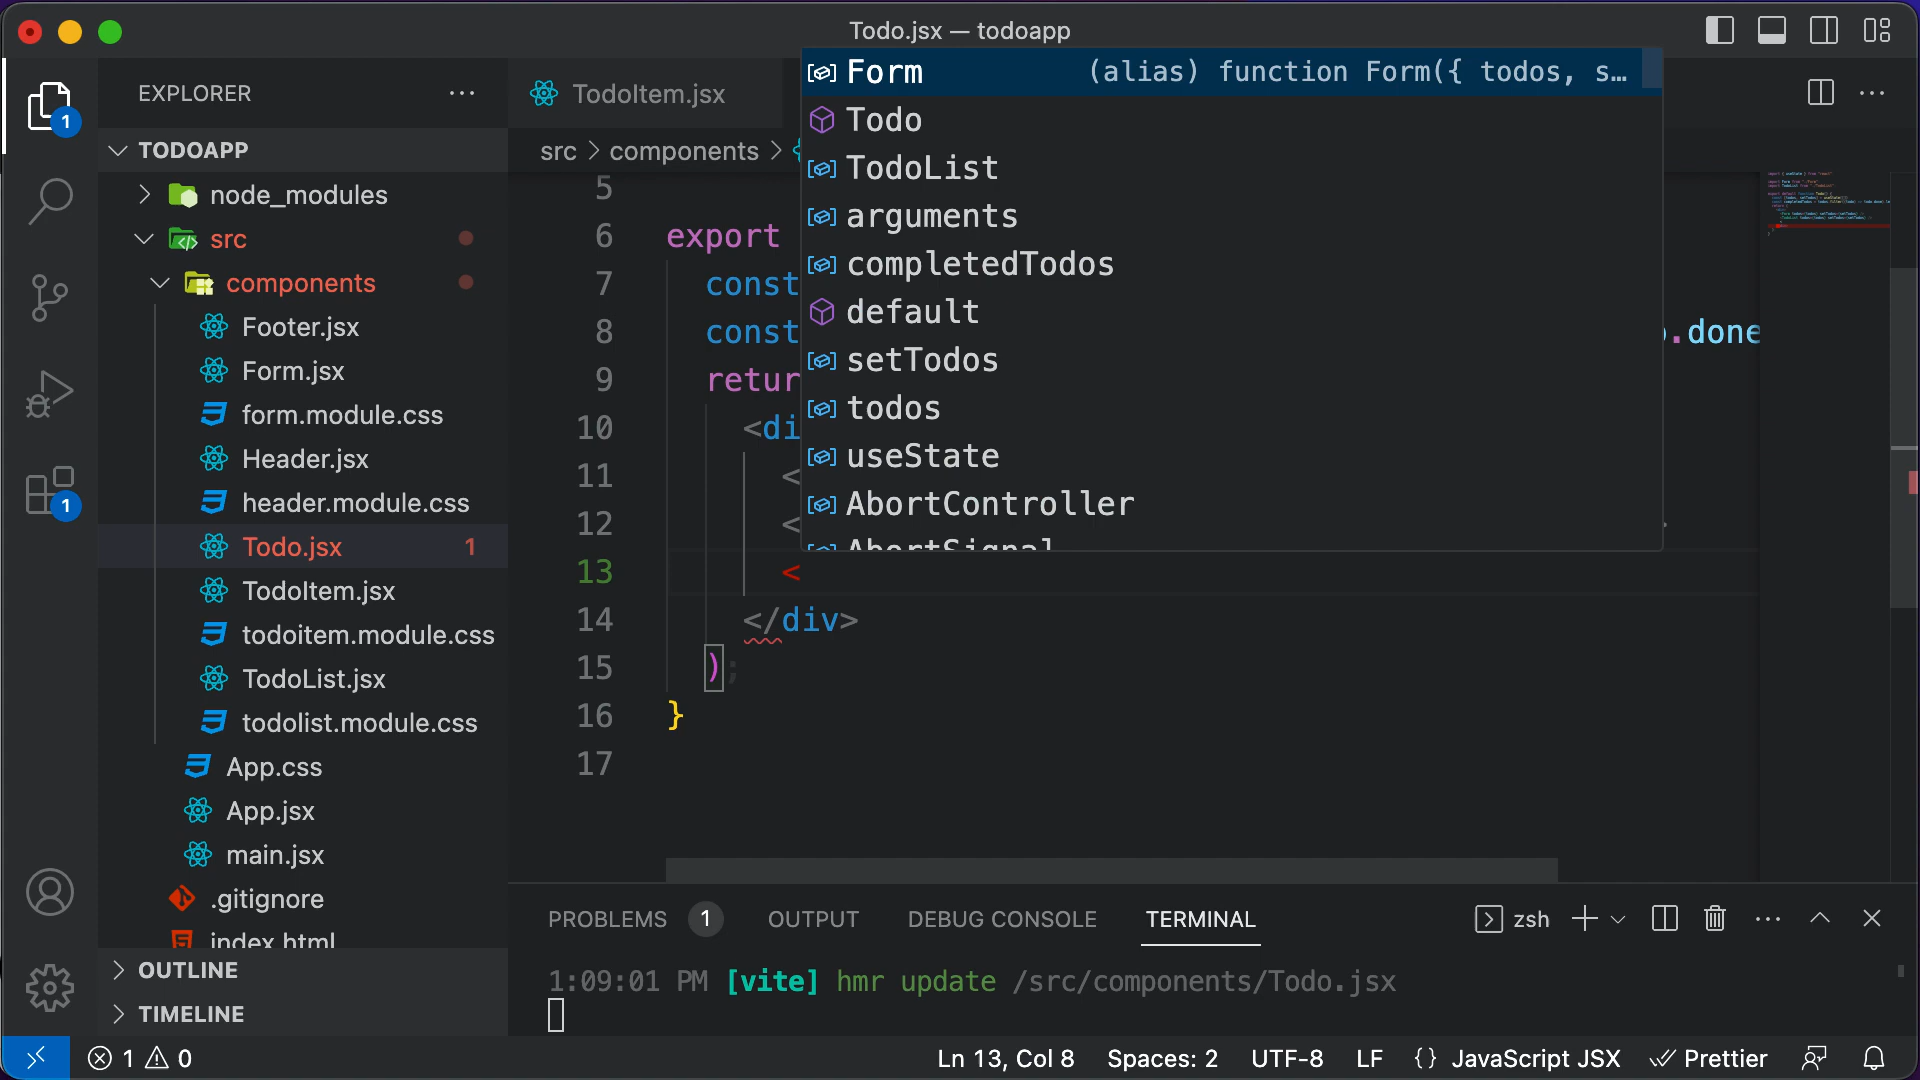 Todo.jsx — todoapp
EXPLORER
TODOAPP
node_modules
src
components
Footer.jsx
Form.jsx
form.module.css
Header.jsx
header.module.css
Todo.jsx 1
TodoItem.jsx
todoitem.module.css
TodoList.jsx
todolist.module.css
App.css
App.jsx
main.jsx
.gitignore
index.html
OUTLINE
TIMELINE
1
1
TodoItem.jsx
src > components >
Form (alias) function Form({ todos, s…
Todo
TodoList
arguments
completedTodos
default
setTodos
todos
useState
AbortController
AbortSignal
5
6 export
7 const
8 const .done
9 retur
10 <di
11 <
12 <
13 <
14 </div>
15 );
16 }
17
PROBLEMS 1 OUTPUT DEBUG CONSOLE TERMINAL zsh
1:09:01 PM [vite] hmr update /src/components/Todo.jsx
1 0 Ln 13, Col 8 Spaces: 2 UTF-8 LF {} JavaScript JSX Prettier